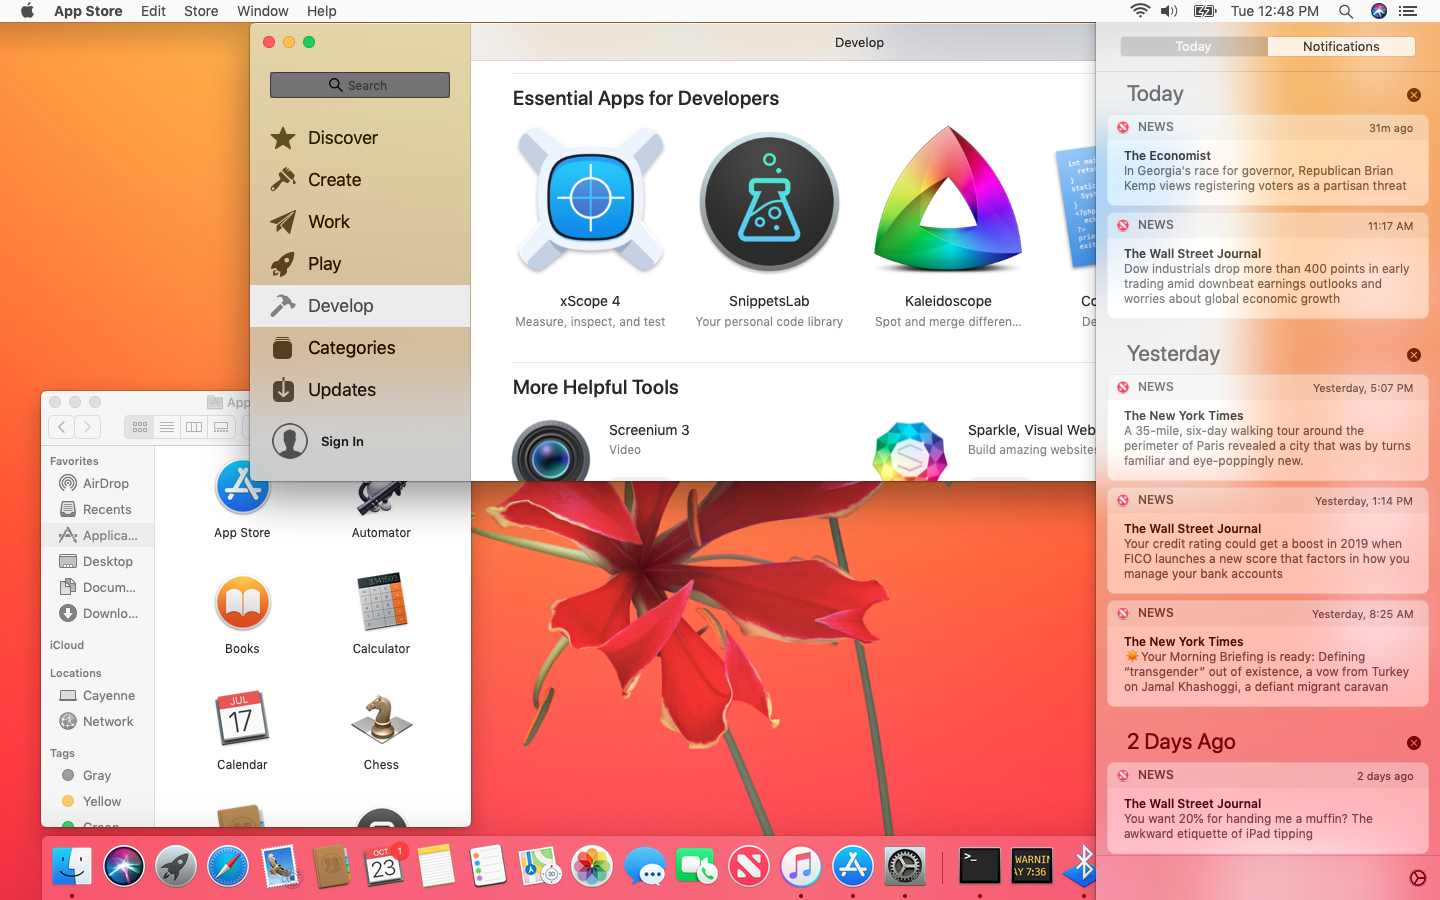 App Store Edit Store Window Help
Tue 12:48 PM
Develop
Search
Discover
Create
Work
Play
Develop
Categories
Updates
Sign In
Essential Apps for Developers
xScope 4
Measure, inspect, and test
SnippetsLab
Your personal code library
Kaleidoscope
Spot and merge differen...
Co
De
More Helpful Tools
Screenium 3
Video
Sparkle, Visual Web
Build amazing websites
Today Notifications
Today
NEWS 31m ago
The Economist
In Georgia's race for governor, Republican Brian
Kemp views registering voters as a partisan threat
NEWS 11:17 AM
The Wall Street Journal
Dow industrials drop more than 400 points in early
trading amid downbeat earnings outlooks and
worries about global economic growth
Yesterday
NEWS Yesterday, 5:07 PM
The New York Times
A 35-mile, six-day walking tour around the
perimeter of Paris revealed a city that was by turns
familiar and eye-poppingly new.
NEWS Yesterday, 1:14 PM
The Wall Street Journal
Your credit rating could get a boost in 2019 when
FICO launches a new score that factors in how you
manage your bank accounts
NEWS Yesterday, 8:25 AM
The New York Times
Your Morning Briefing is ready: Defining
“transgender” out of existence, a vow from Turkey
on Jamal Khashoggi, a defiant migrant caravan
2 Days Ago
NEWS 2 days ago
The Wall Street Journal
You want 20% for handing me a muffin? The
awkward etiquette of iPad tipping
App
Favorites
AirDrop
Recents
Applica...
Desktop
Docum...
Downlo...
iCloud
Locations
Cayenne
Network
Tags
Gray
Yellow
App Store
Automator
Books
3.141593
Calculator
JUL
17
Calendar
Chess
OCT
23
1
3D
>_
WARNIN
AY 7:36